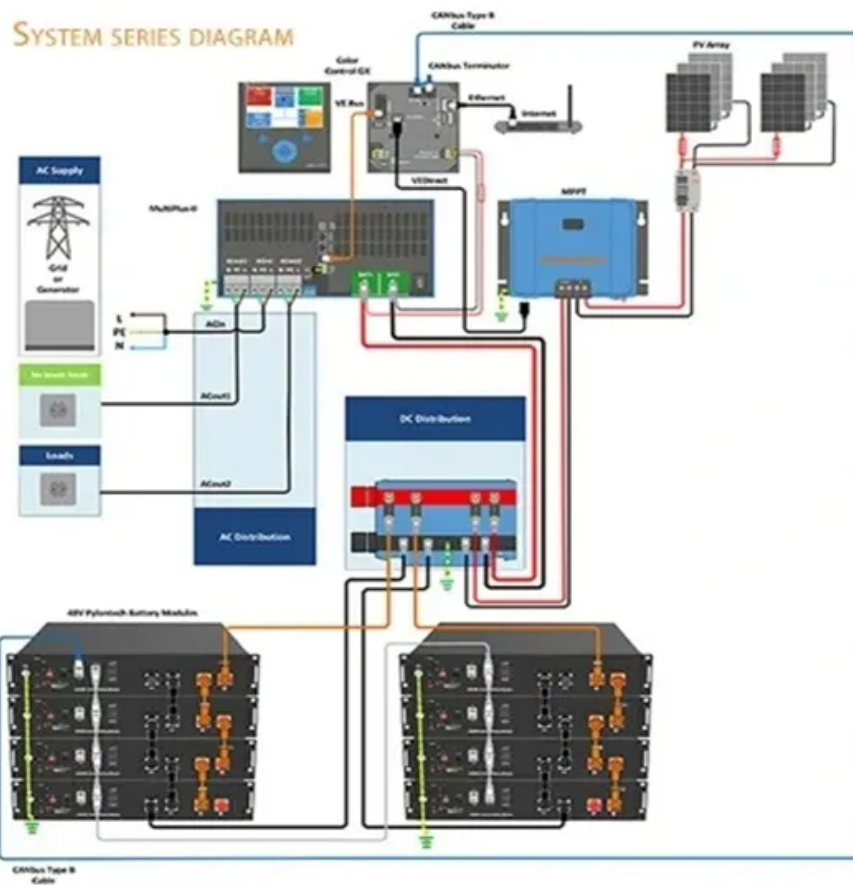 SYSTEM SERIES DIAGRAM
CANbus Type B
Cable
PV Array
Color
Control GX
CANbus Terminator
VE Bus
Ethernet
Internet
AC Supply
VEDirect
MPPT
MultiPlus-II
Grid
or
Generator
L
PE
N
ACin
ACout1
DC Distribution
Loads
ACout2
AC Distribution
48V Pylontech Battery Modules
CANbus Type B
Cable